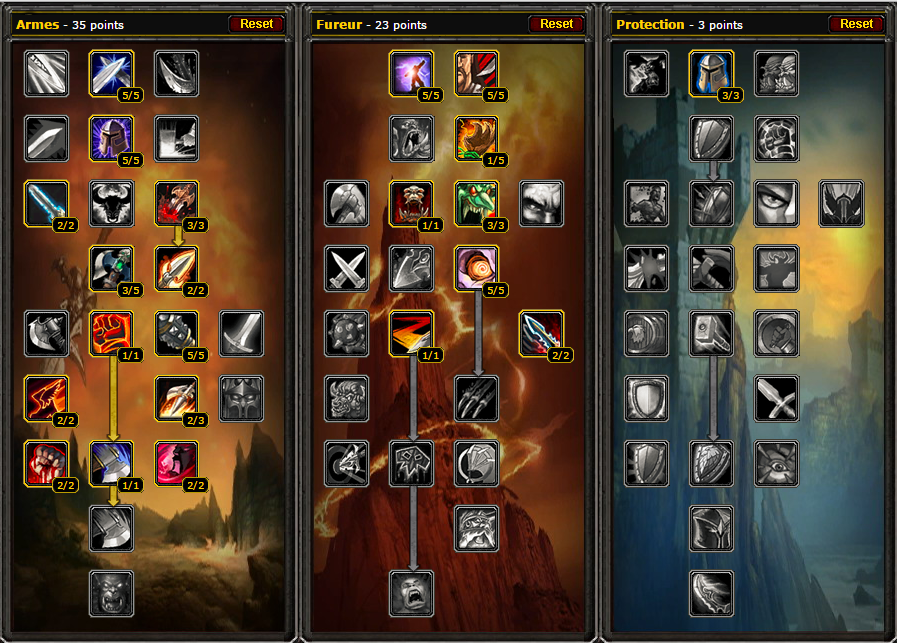 Armes - 35 points Reset Fureur - 23 points Reset Protection - 3 points Reset
5/5 5/5 5/5 3/3
5/5 1/5
2/2 3/3 1/1 3/3
3/5 2/2 5/5
1/1 5/5 1/1 2/2
2/2 2/3
2/2 1/1 2/2